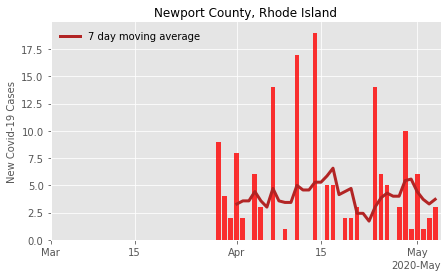 Newport County, Rhode Island
7 day moving average
New Covid-19 Cases
17.5
15.0
12.5
10.0
7.5
5.0
2.5
0.0
Mar 15 Apr 15 May
2020-May